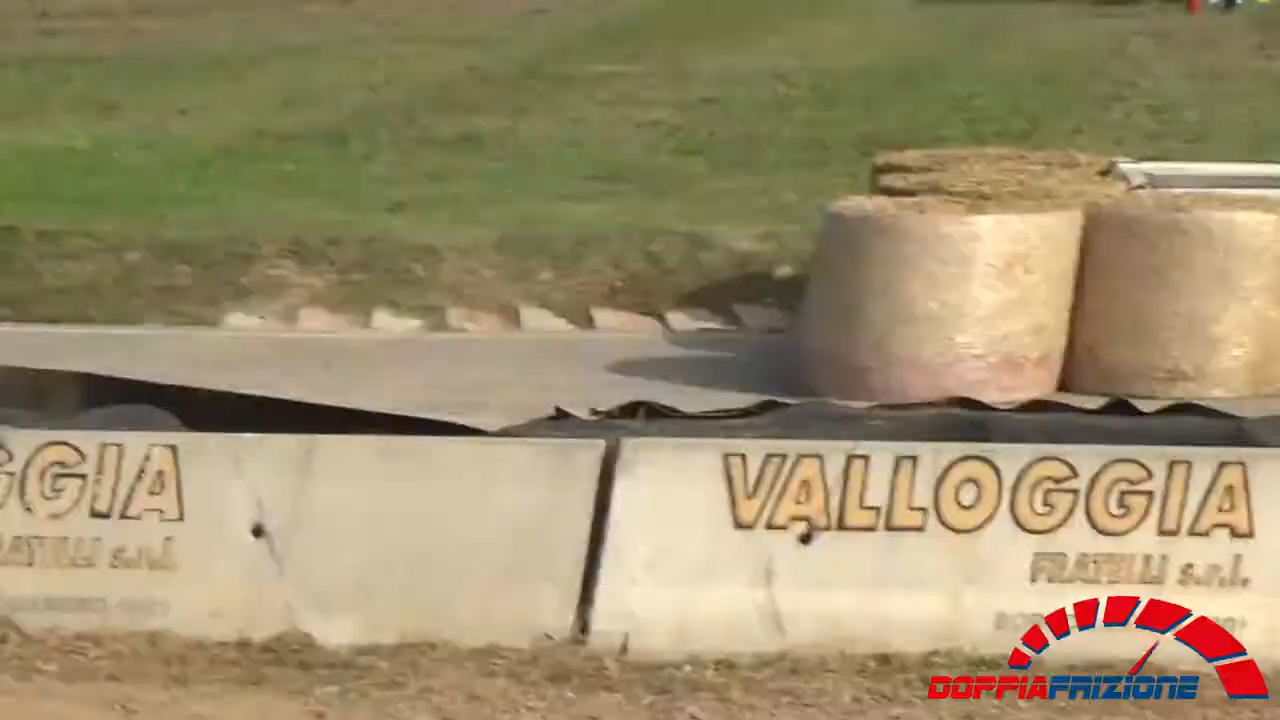 GGIA
VALLOGGIA
FRATELLI s.r.l.
FRATELLI s.r.l.
DOPPIAFRIZIONE